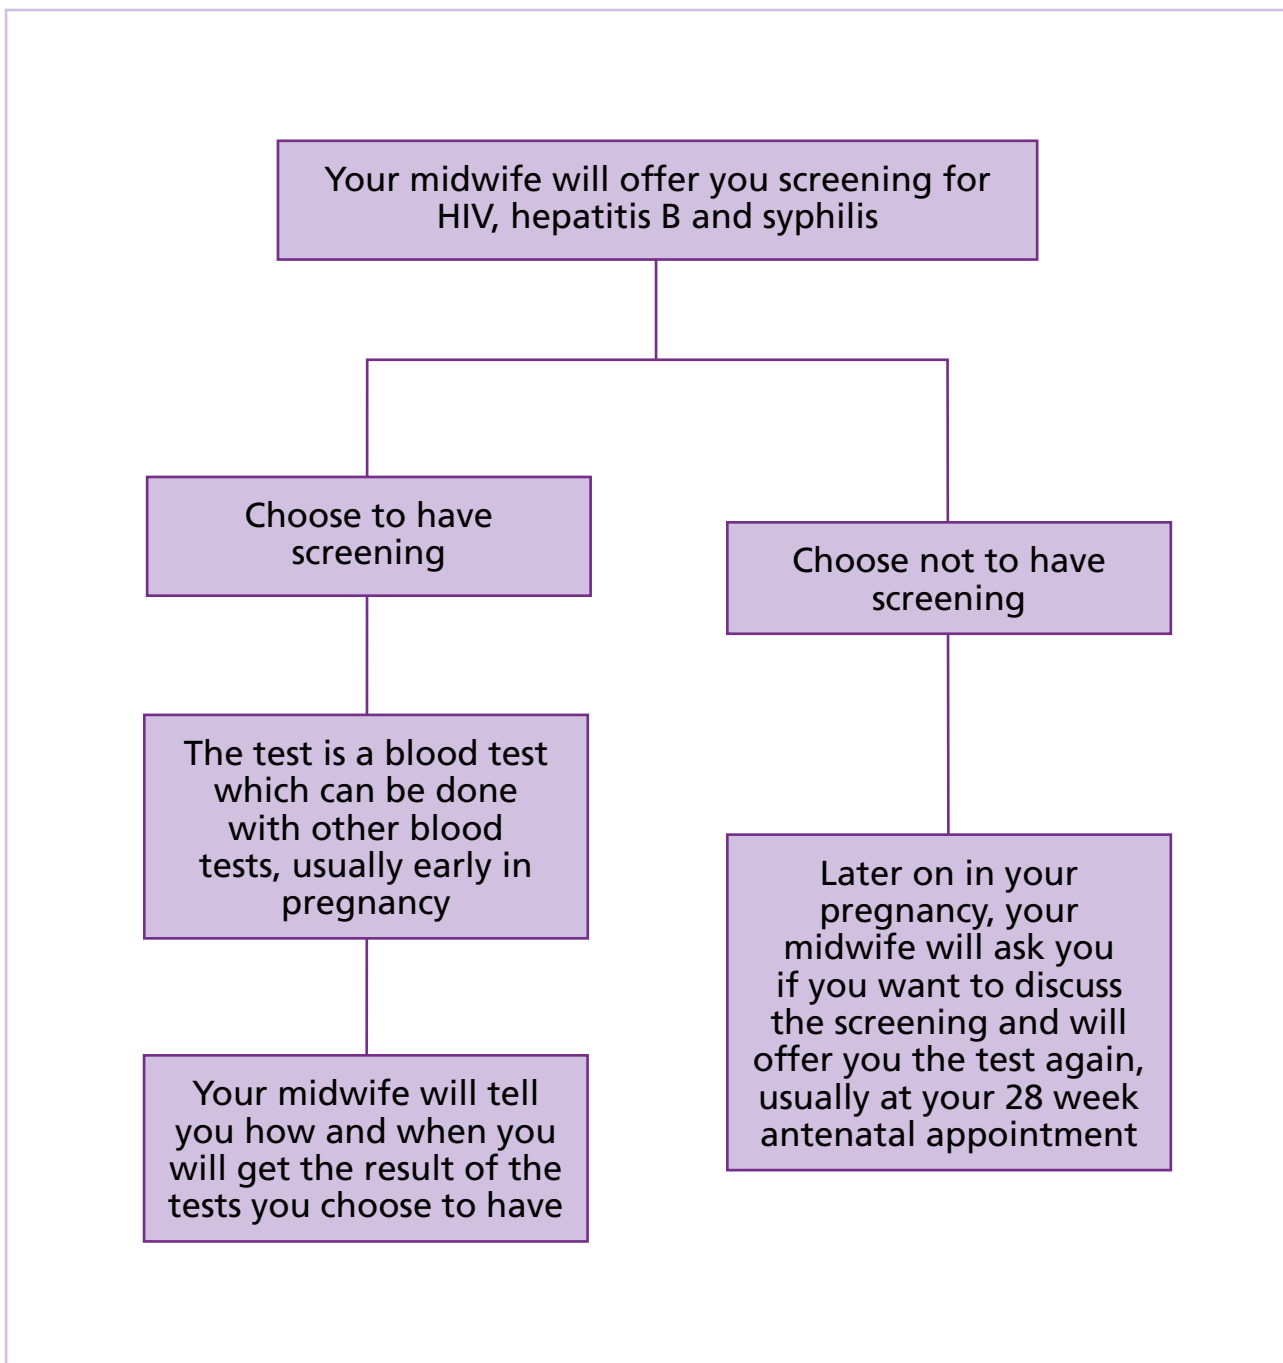 Your midwife will offer you screening for
HIV, hepatitis B and syphilis
Choose to have
screening
The test is a blood test
which can be done
with other blood
tests, usually early in
pregnancy
Your midwife will tell
you how and when you
will get the result of the
tests you choose to have
Choose not to have
screening
Later on in your
pregnancy, your
midwife will ask you
if you want to discuss
the screening and will
offer you the test again,
usually at your 28 week
antenatal appointment